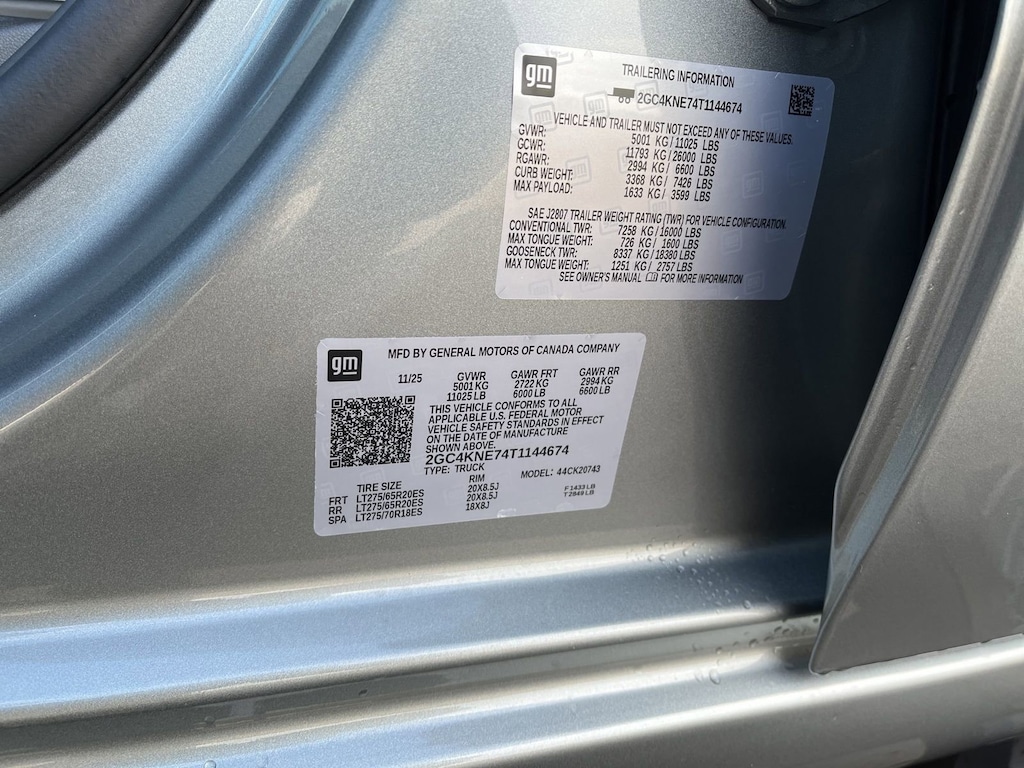 gm
TRAILERING INFORMATION
2GC4KNE74T1144674
VEHICLE AND TRAILER MUST NOT EXCEED ANY OF THESE VALUES.
GVWR: 5001 KG / 11025 LBS
GCWR: 11793 KG / 26000 LBS
RGAWR: 2994 KG / 6600 LBS
CURB WEIGHT: 3368 KG / 7426 LBS
MAX PAYLOAD: 1633 KG / 3599 LBS
SAE J2807 TRAILER WEIGHT RATING (TWR) FOR VEHICLE CONFIGURATION.
CONVENTIONAL TWR: 7258 KG / 16000 LBS
MAX TONGUE WEIGHT: 726 KG / 1600 LBS
GOOSENECK TWR: 8337 KG / 18380 LBS
MAX TONGUE WEIGHT: 1251 KG / 2757 LBS
SEE OWNER'S MANUAL FOR MORE INFORMATION
gm
MFD BY GENERAL MOTORS OF CANADA COMPANY
11/25 GVWR GAWR FRT GAWR RR
5001 KG 2722 KG 2994 KG
11025 LB 6000 LB 6600 LB
THIS VEHICLE CONFORMS TO ALL
APPLICABLE U.S. FEDERAL MOTOR
VEHICLE SAFETY STANDARDS IN EFFECT
ON THE DATE OF MANUFACTURE
SHOWN ABOVE.
2GC4KNE74T1144674
TYPE: TRUCK MODEL: 44CK20743
TIRE SIZE RIM
FRT LT275/65R20ES 20X8.5J F1433 LB
RR LT275/65R20ES 20X8.5J T2849 LB
SPA LT275/70R18ES 18X8J